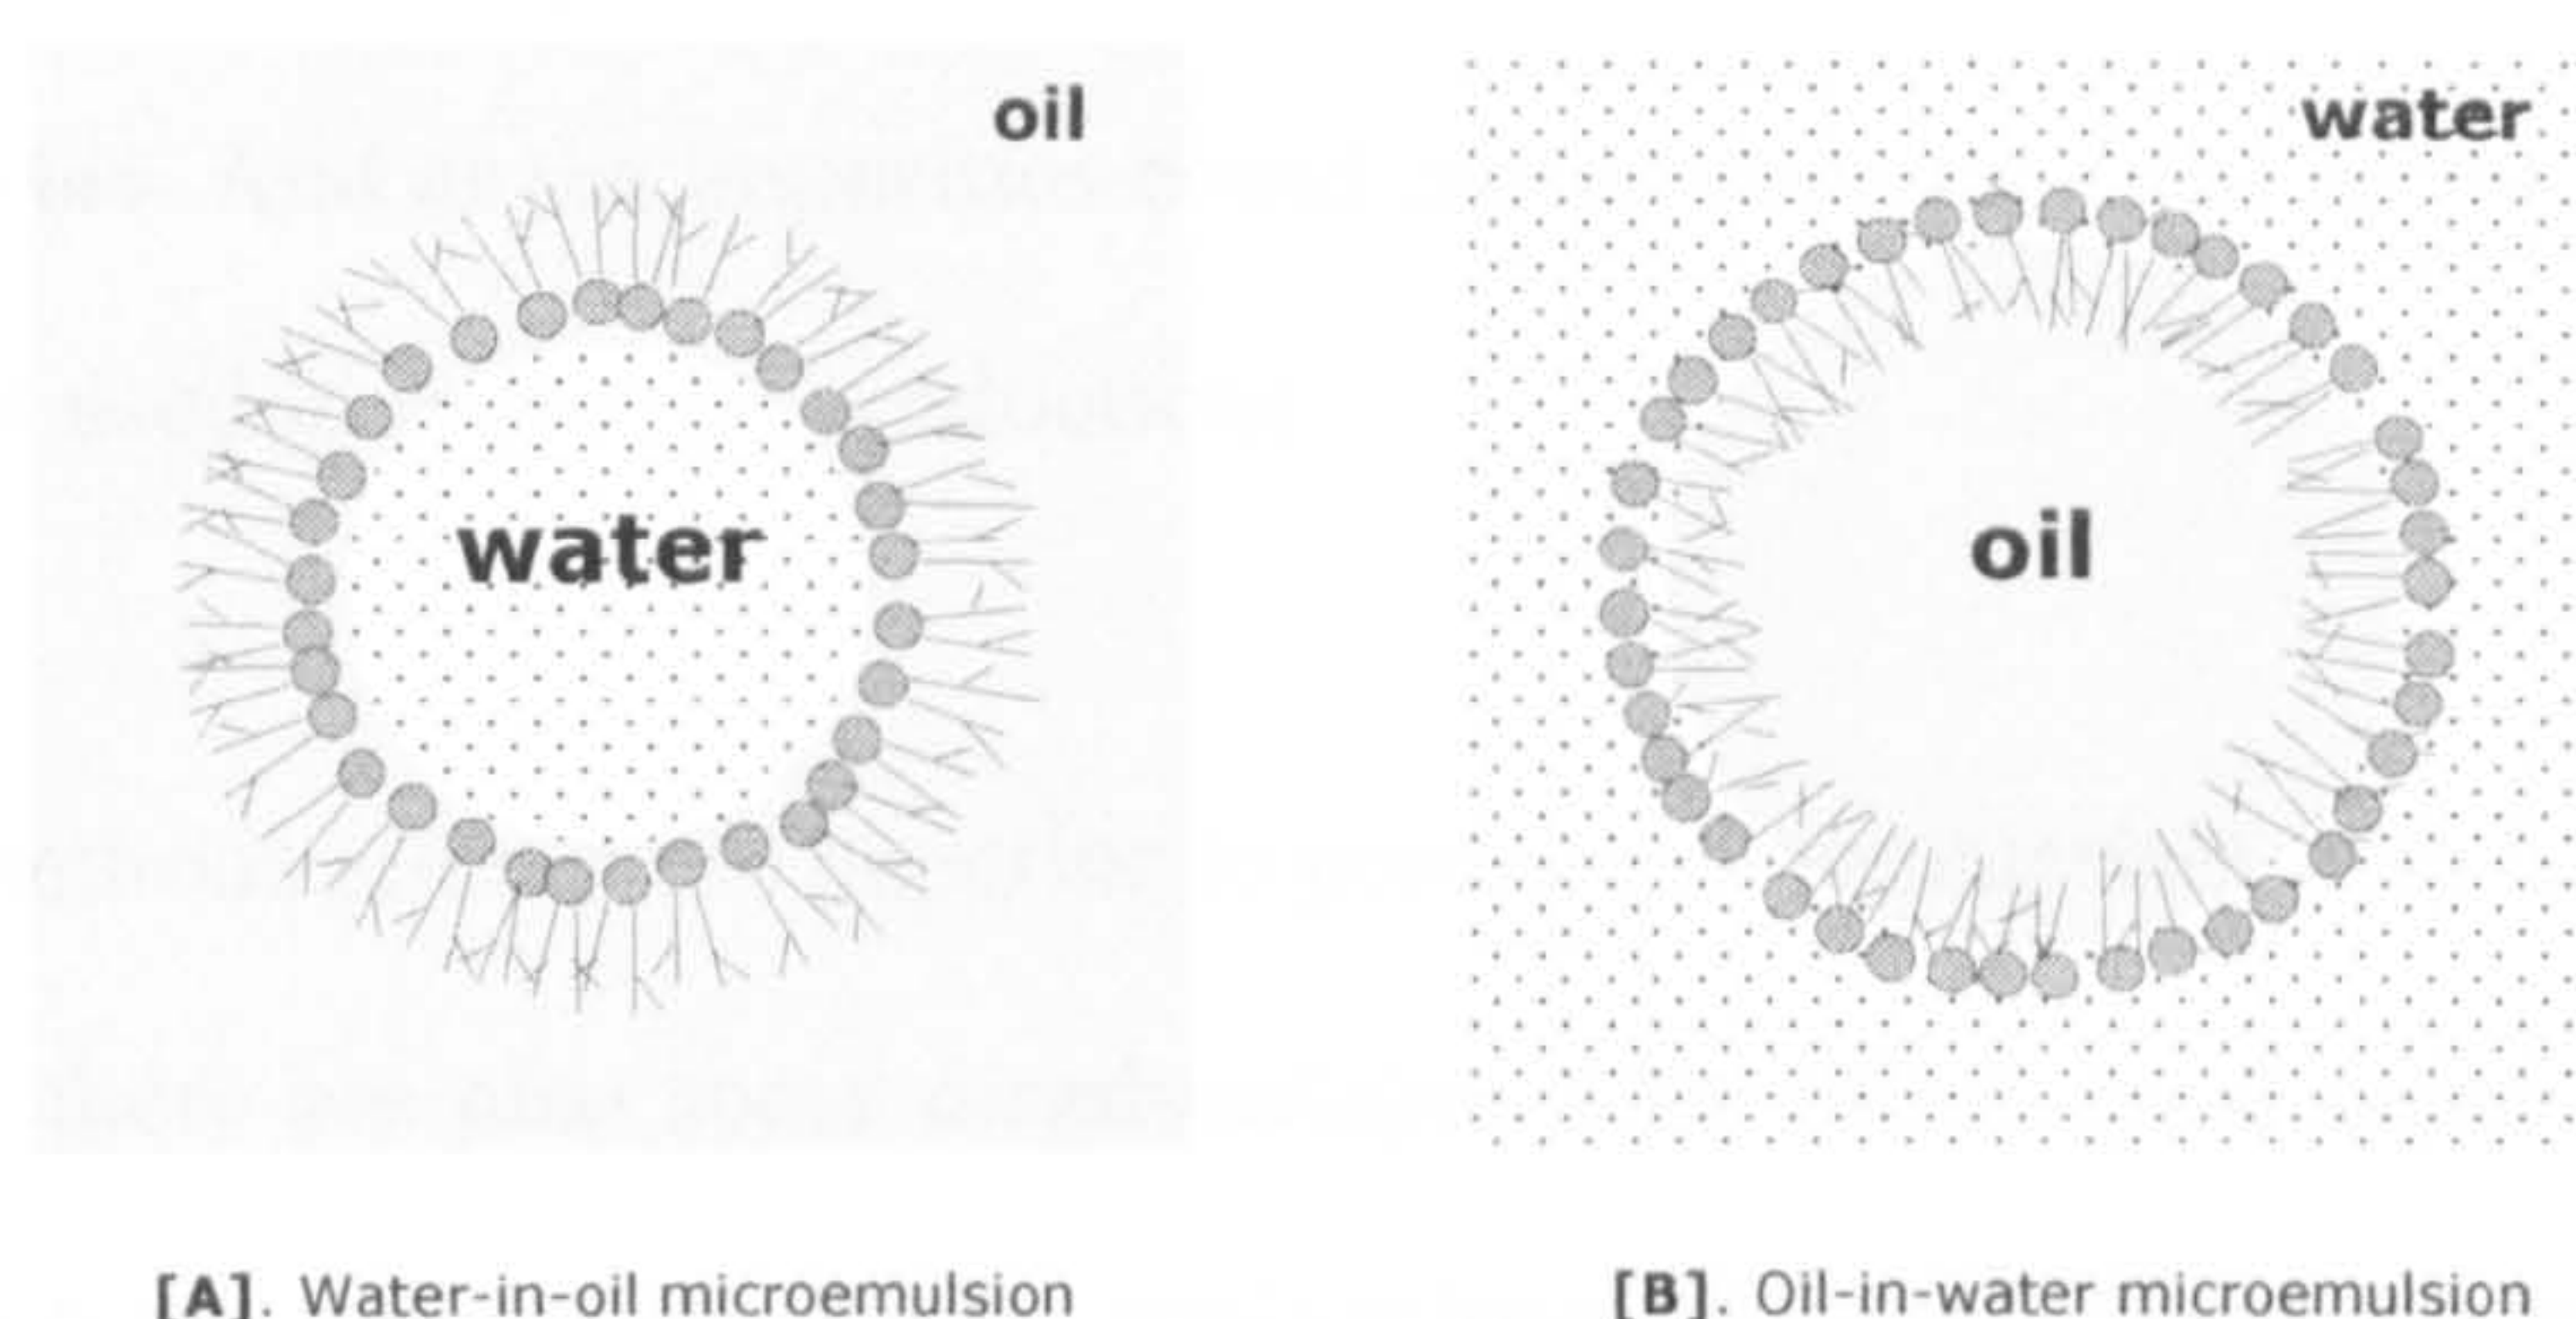 oil
water
water
oil
[A]. Water-in-oil microemulsion
[B]. Oil-in-water microemulsion